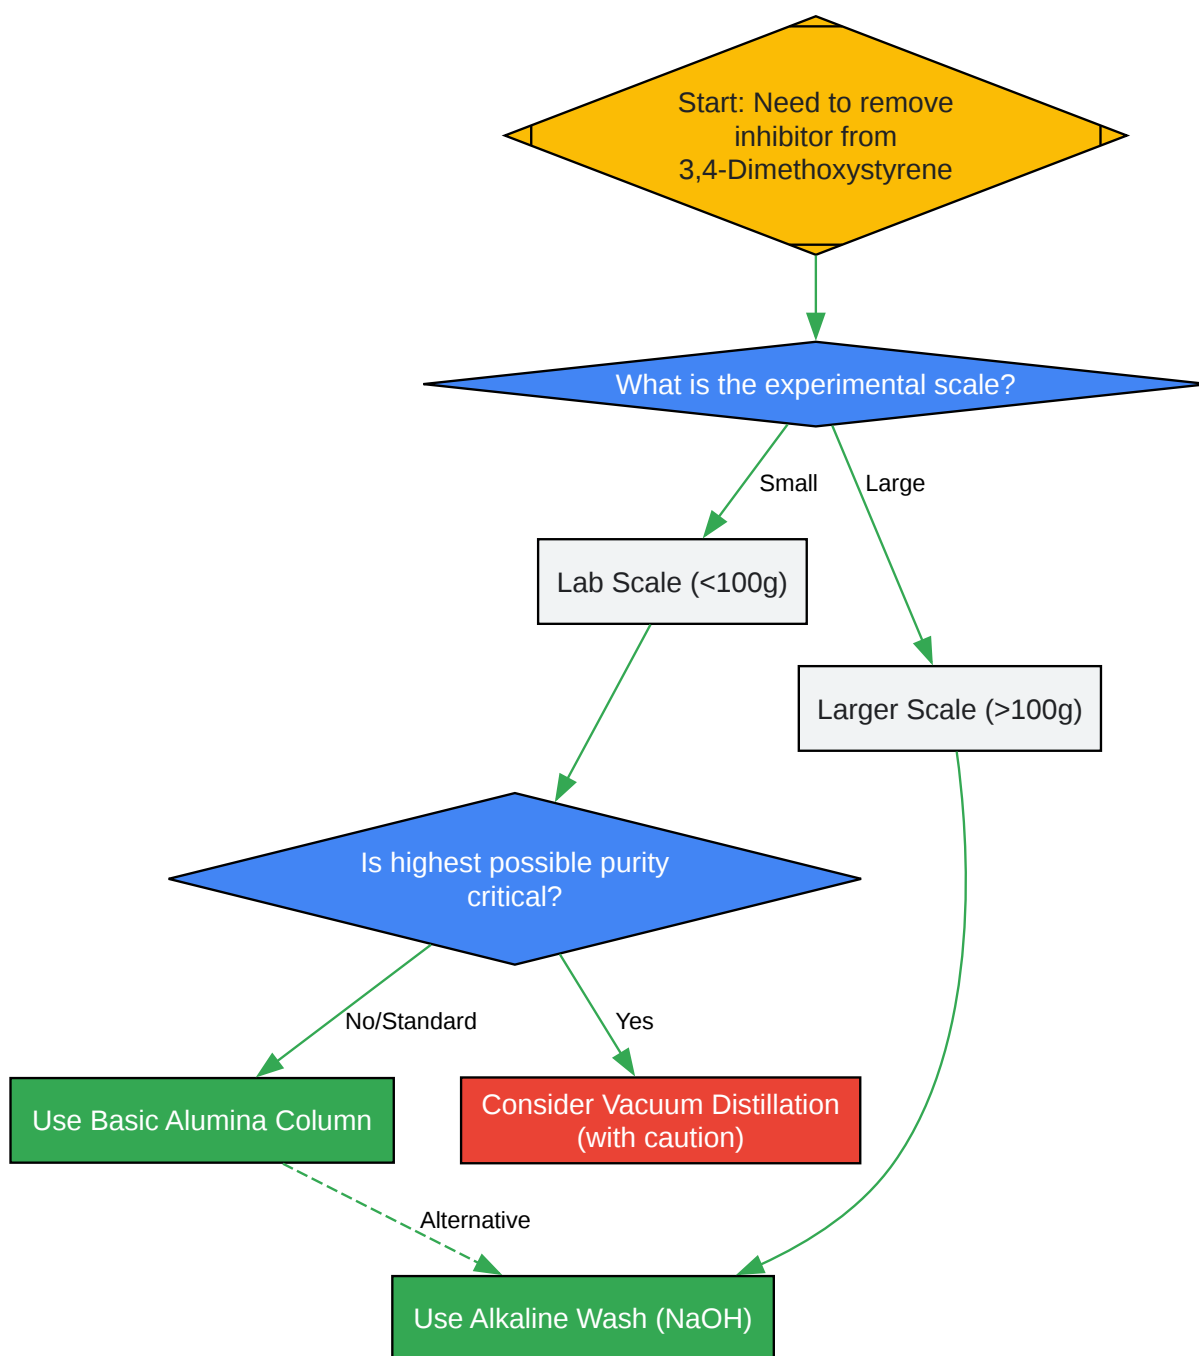 Start: Need to remove
inhibitor from
3,4-Dimethoxystyrene
What is the experimental scale?
Small
Large
Lab Scale (<100g)
Larger Scale (>100g)
Is highest possible purity
critical?
No/Standard
Yes
Use Basic Alumina Column
Consider Vacuum Distillation
(with caution)
Alternative
Use Alkaline Wash (NaOH)